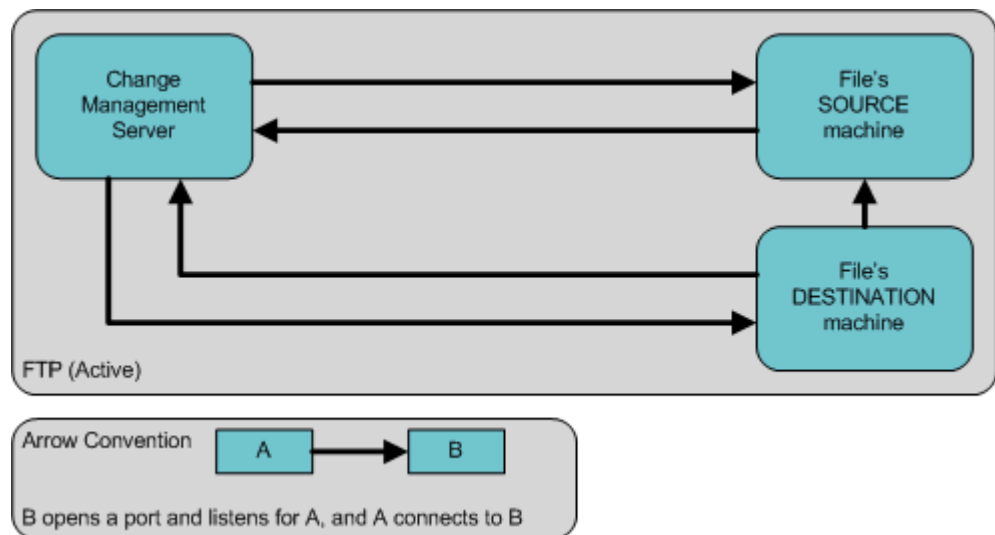 Change
Management
Server
File's
SOURCE
machine
File's
DESTINATION
machine
FTP (Active)
Arrow Convention
A
B
B opens a port and listens for A, and A connects to B